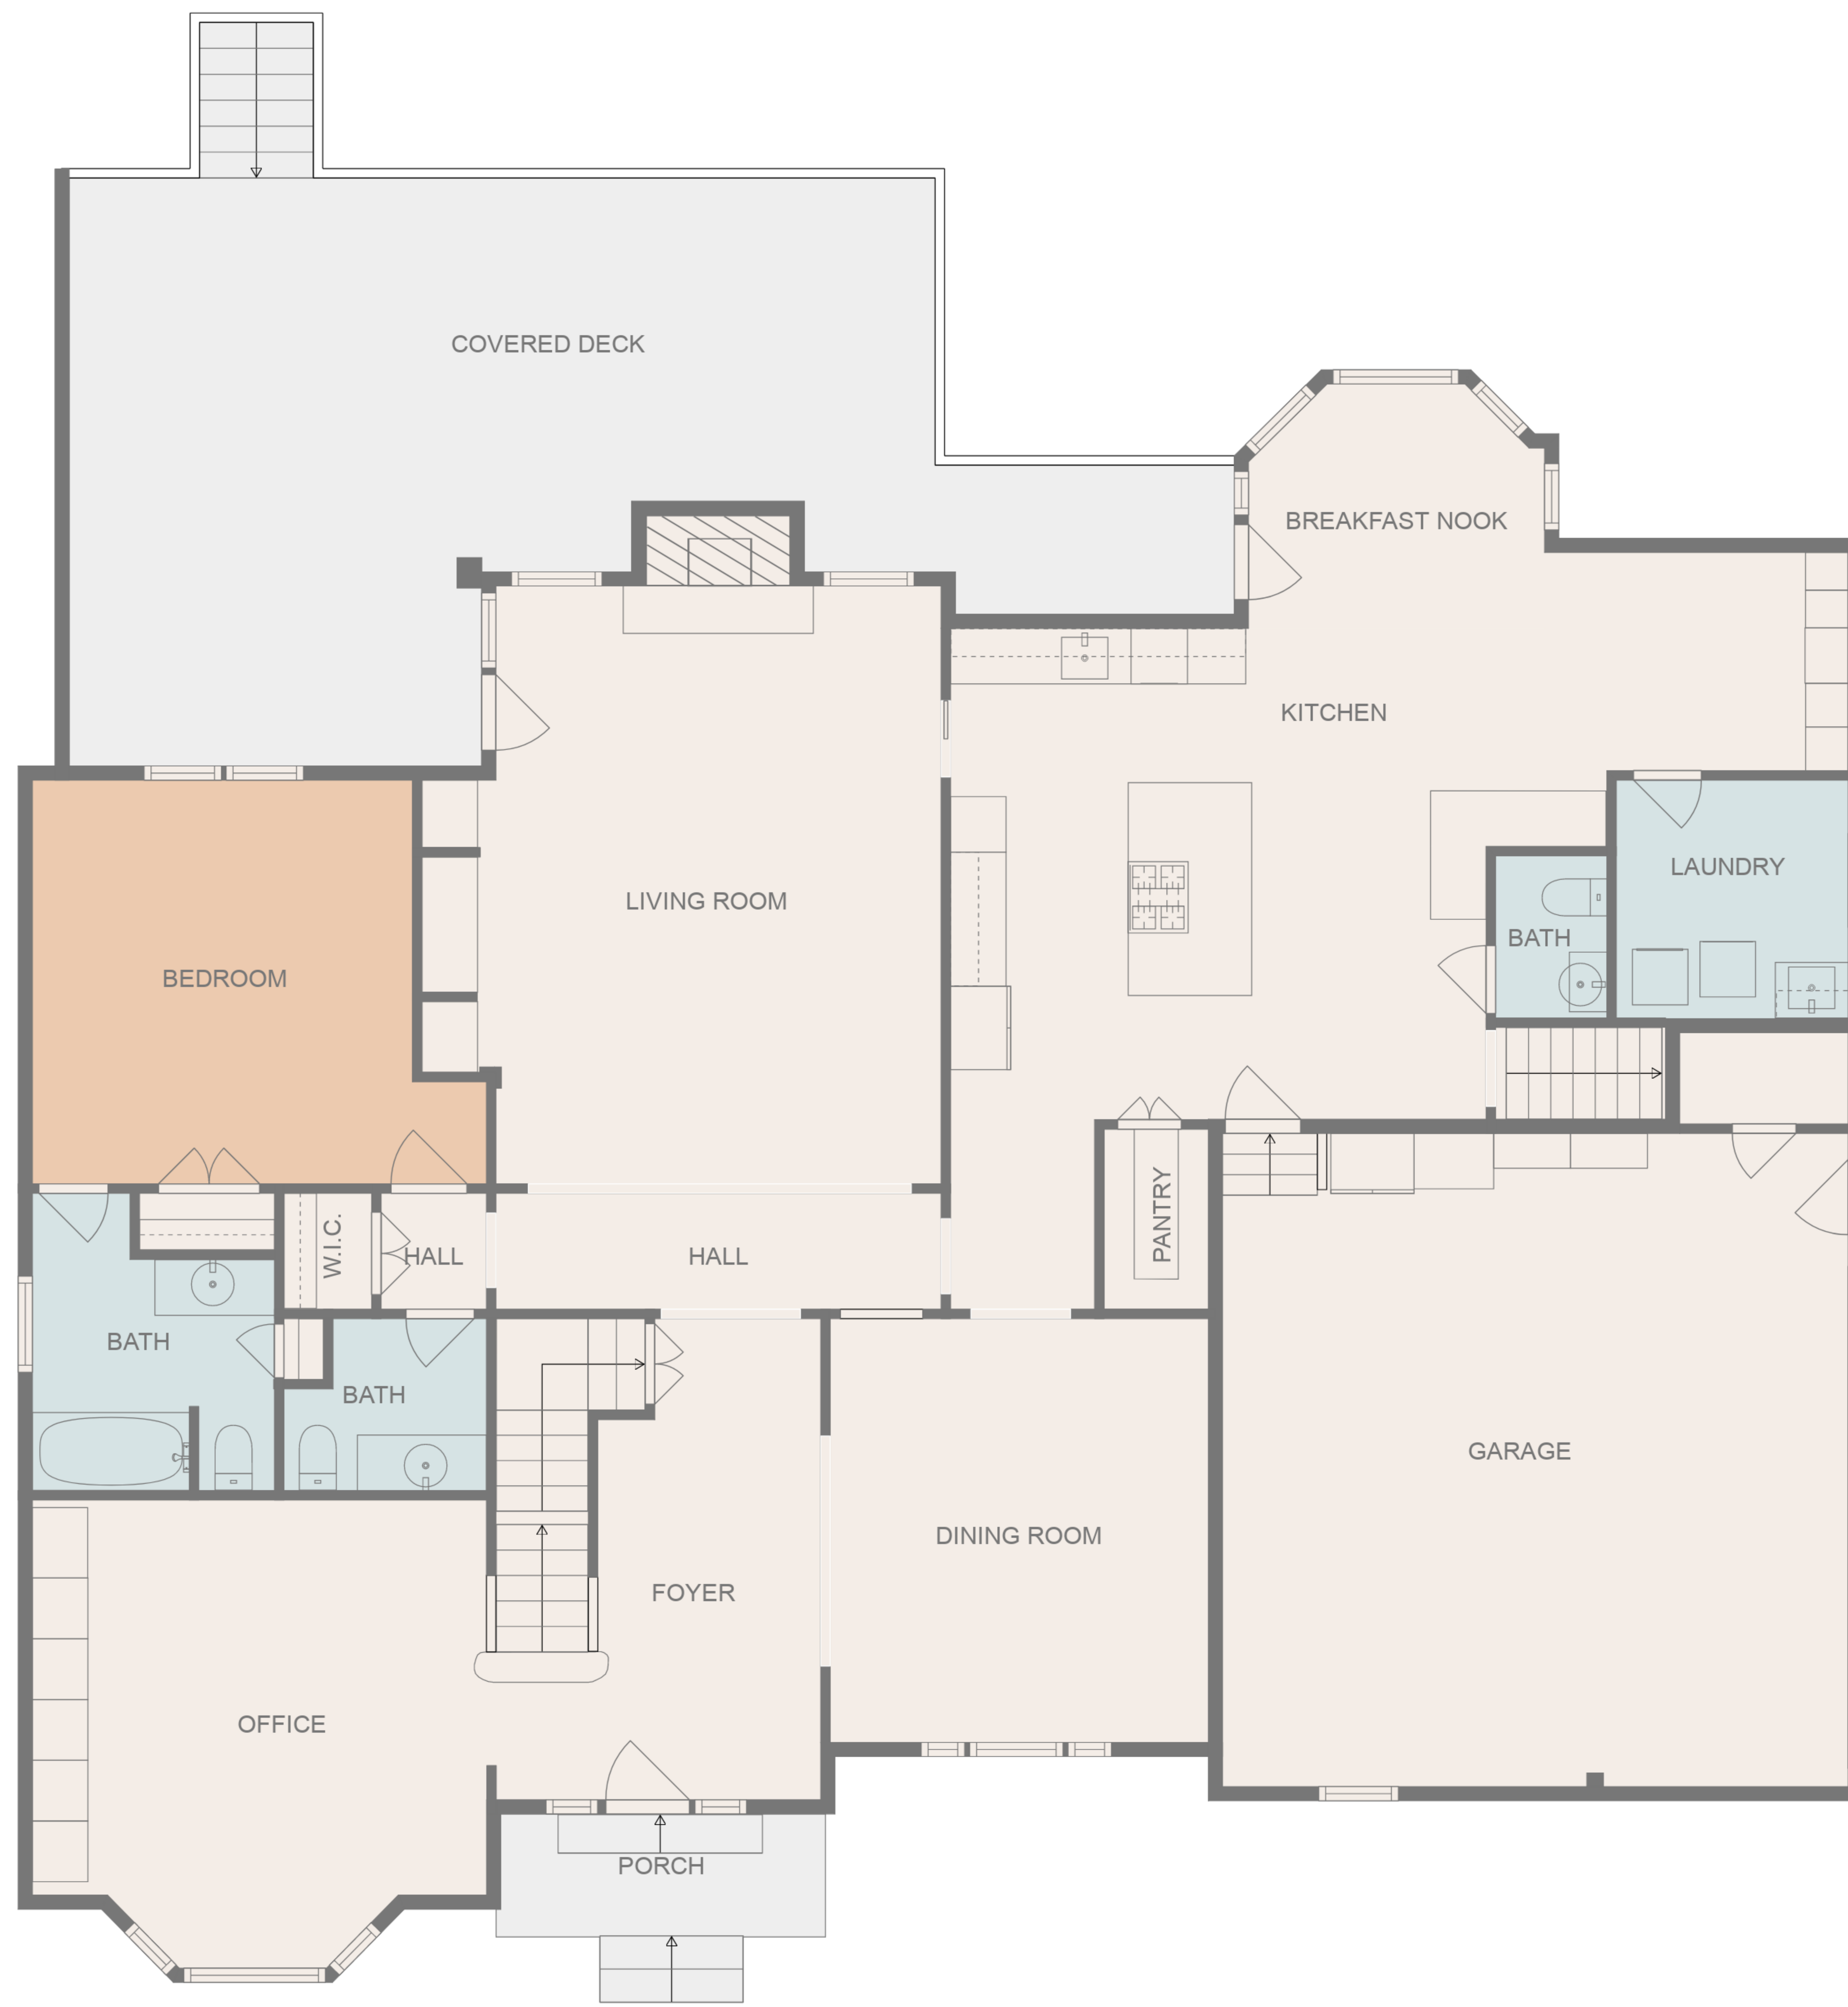 COVERED DECK
BREAKFAST NOOK
KITCHEN
LAUNDRY
LIVING ROOM
BATH
BEDROOM
PANTRY
W.I.C.
HALL
HALL
BATH
BATH
GARAGE
DINING ROOM
FOYER
OFFICE
PORCH